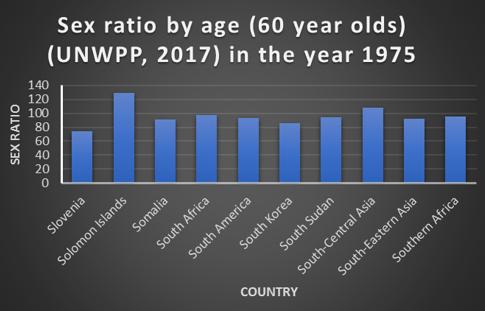 Sex ratio by age (60 year olds)
(UNWPP, 2017) in the year 1975
SEX RATIO
140
120
100
80
60
40
20
0
Slovenia
Solomon Islands
Somalia
South Africa
South America
South Korea
South Sudan
South-Central Asia
South-Eastern Asia
Southern Africa
COUNTRY